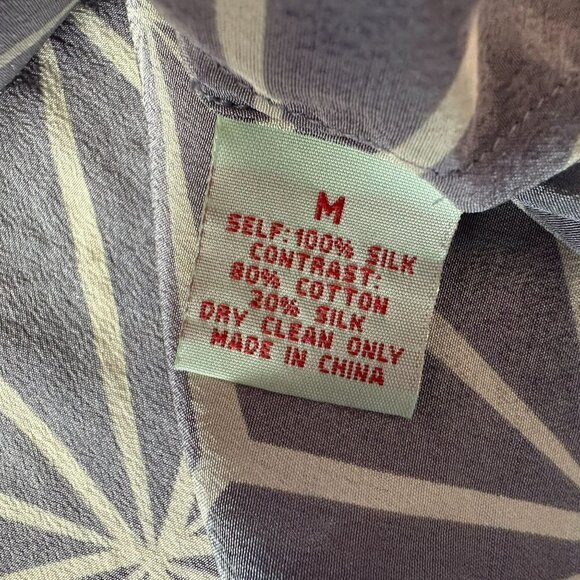 M
SELF: 100% SILK
CONTRAST:
80% COTTON
20% SILK
DRY CLEAN ONLY
MADE IN CHINA